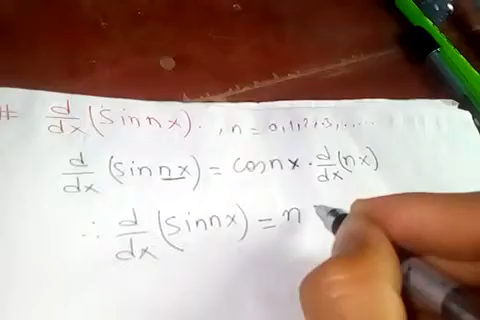 # d/dx (sin nx). , n = 0,1,2,3,.....
d/dx (sin nx) = cos nx · d/dx (nx)
∴ d/dx (sin nx) = n